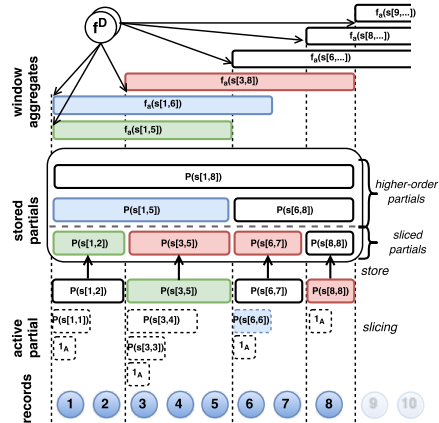 f^D
f_a(s[9,...)
f_a(s[8,...)
f_a(s[6,...)
f_a(s[3,8])
f_a(s[1,6])
f_a(s[1,5])
window aggregates
P(s[1,8])
P(s[1,5]) P(s[6,8])
higher-order partials
P(s[1,2]) P(s[3,5]) P(s[6,7]) P(s[8,8])
sliced partials
stored partials
store
P(s[1,2]) P(s[3,5]) P(s[6,7]) P(s[8,8])
P(s[1,1]) P(s[3,4]) P(s[6,6]) 1_A
slicing
1_A P(s[3,3]) 1_A
1_A
active partial
records
1 2 3 4 5 6 7 8 9 10